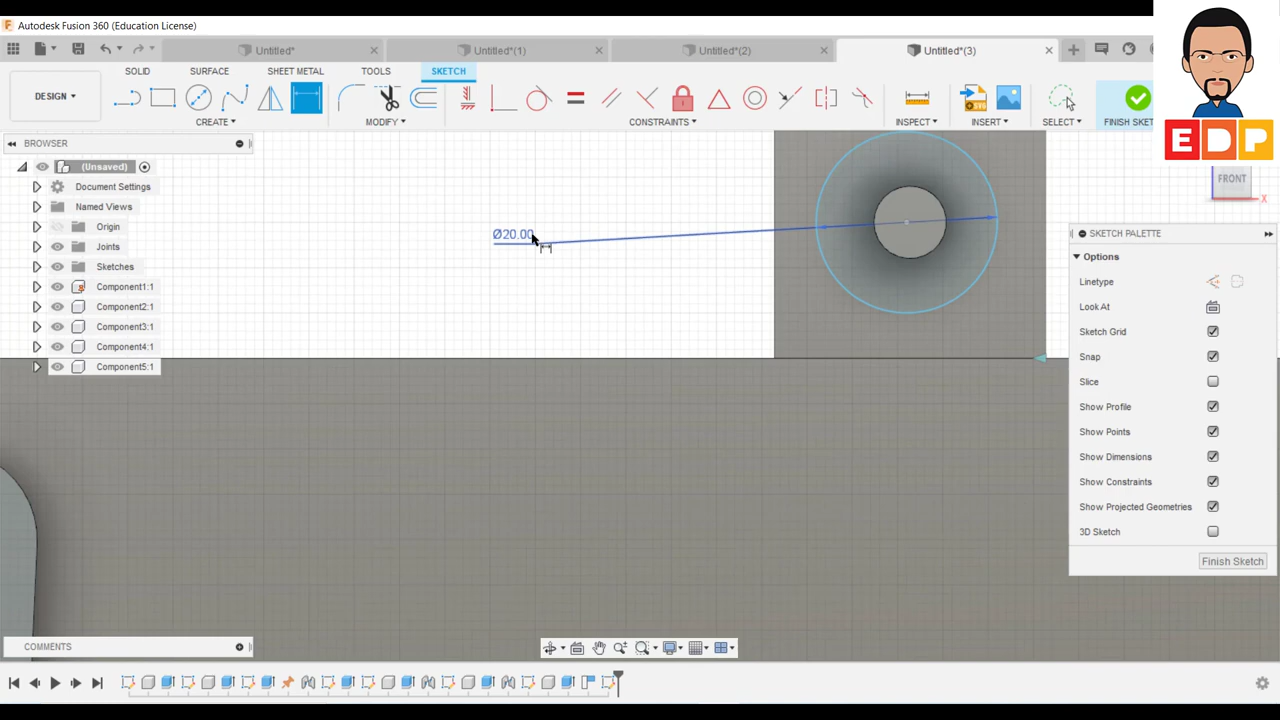 Autodesk Fusion 360 (Education License)
Untitled*
Untitled*(1)
Untitled*(2)
Untitled*(3)
SOLID
SURFACE
SHEET METAL
TOOLS
SKETCH
DESIGN
CREATE
MODIFY
CONSTRAINTS
INSPECT
INSERT
SELECT
FINISH SKET
EDP
BROWSER
(Unsaved)
Document Settings
Named Views
Origin
Joints
Sketches
Component1:1
Component2:1
Component3:1
Component4:1
Component5:1
Ø20.00
FRONT
X
SKETCH PALETTE
Options
Linetype
Look At
Sketch Grid
Snap
Slice
Show Profile
Show Points
Show Dimensions
Show Constraints
Show Projected Geometries
3D Sketch
Finish Sketch
COMMENTS